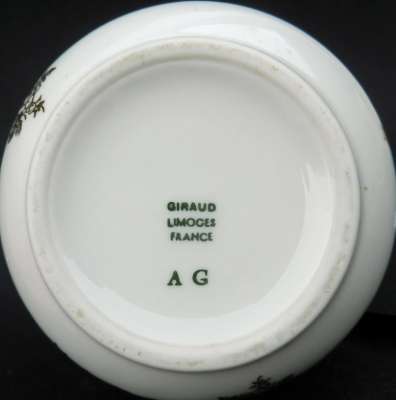 GIRAUD
LIMOGES
FRANCE
A G